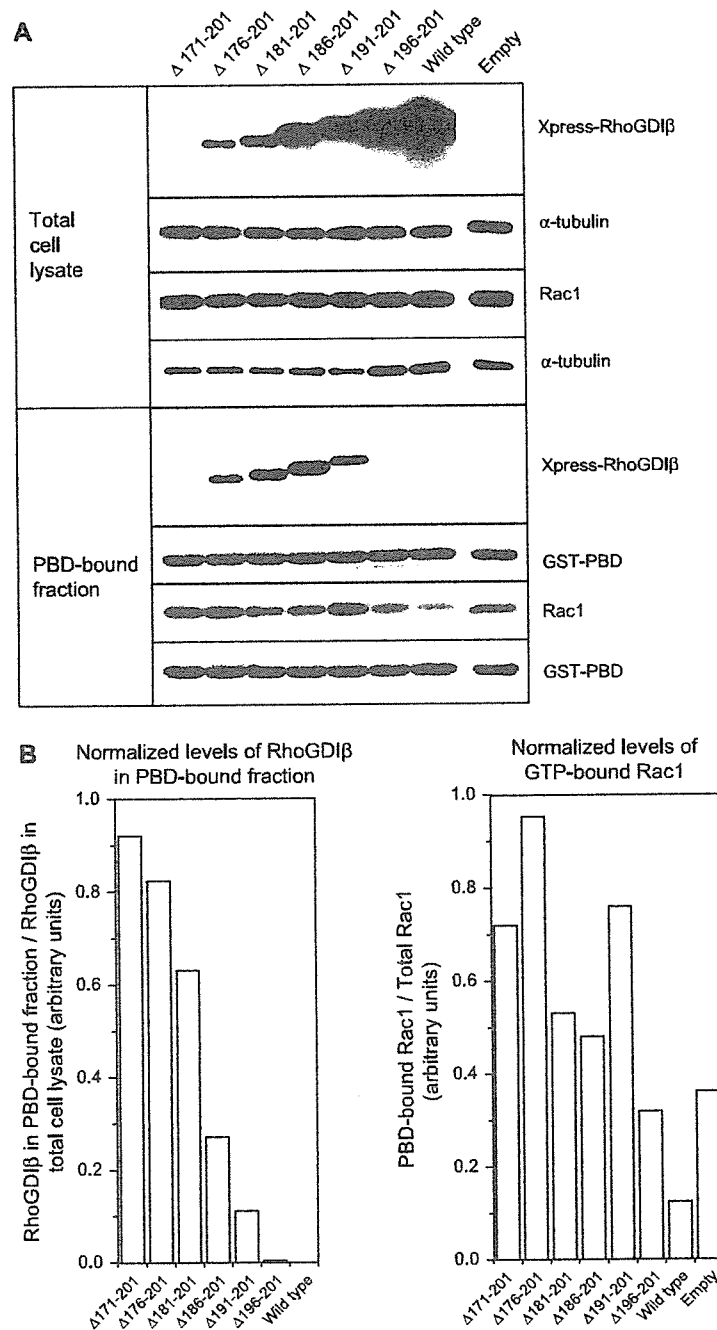 A
Δ 171-201
Δ 176-201
Δ 181-201
Δ 186-201
Δ 191-201
Δ 196-201
Wild type
Empty
Total
cell
lysate
Xpress-RhoGDIβ
α-tubulin
Rac1
α-tubulin
PBD-bound
fraction
Xpress-RhoGDIβ
GST-PBD
Rac1
GST-PBD
B
Normalized levels of RhoGDIβ
in PBD-bound fraction
RhoGDIβ in PBD-bound fraction / RhoGDIβ in
total cell lysate (arbitrary units)
1.0
0.8
0.6
0.4
0.2
0.0
Δ171-201
Δ176-201
Δ181-201
Δ186-201
Δ191-201
Δ196-201
Wild type
Normalized levels of
GTP-bound Rac1
PBD-bound Rac1 / Total Rac1
(arbitrary units)
1.0
0.8
0.6
0.4
0.2
0.0
Δ171-201
Δ176-201
Δ181-201
Δ186-201
Δ191-201
Δ196-201
Wild type
Empty